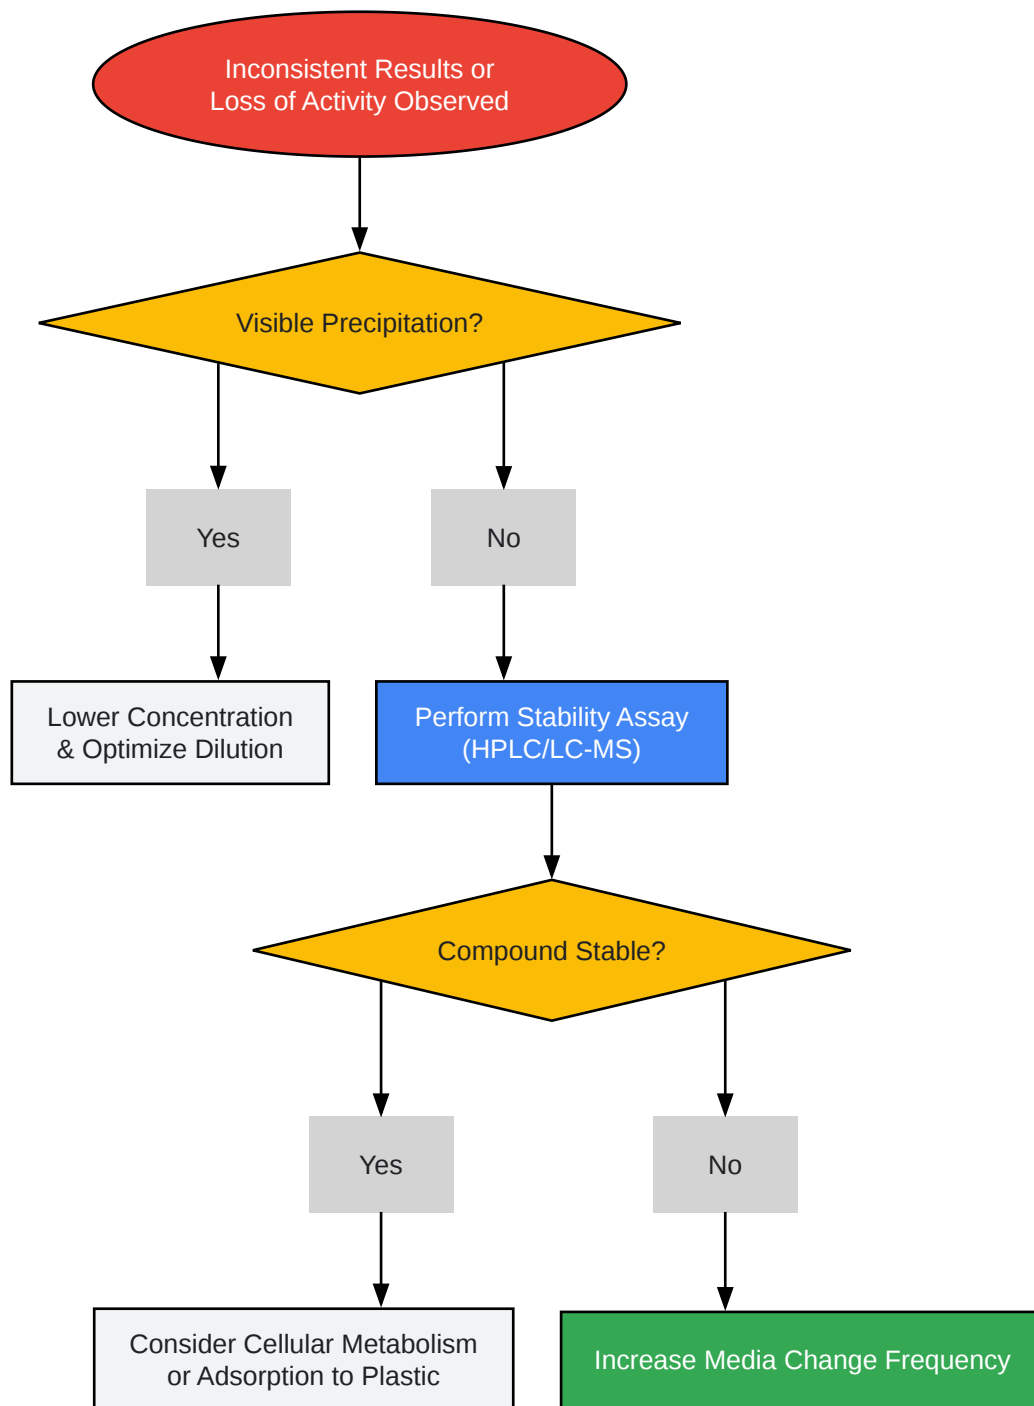 Inconsistent Results or
Loss of Activity Observed
Visible Precipitation?
Yes
No
Lower Concentration
& Optimize Dilution
Perform Stability Assay
(HPLC/LC-MS)
Compound Stable?
Yes
No
Consider Cellular Metabolism
or Adsorption to Plastic
Increase Media Change Frequency